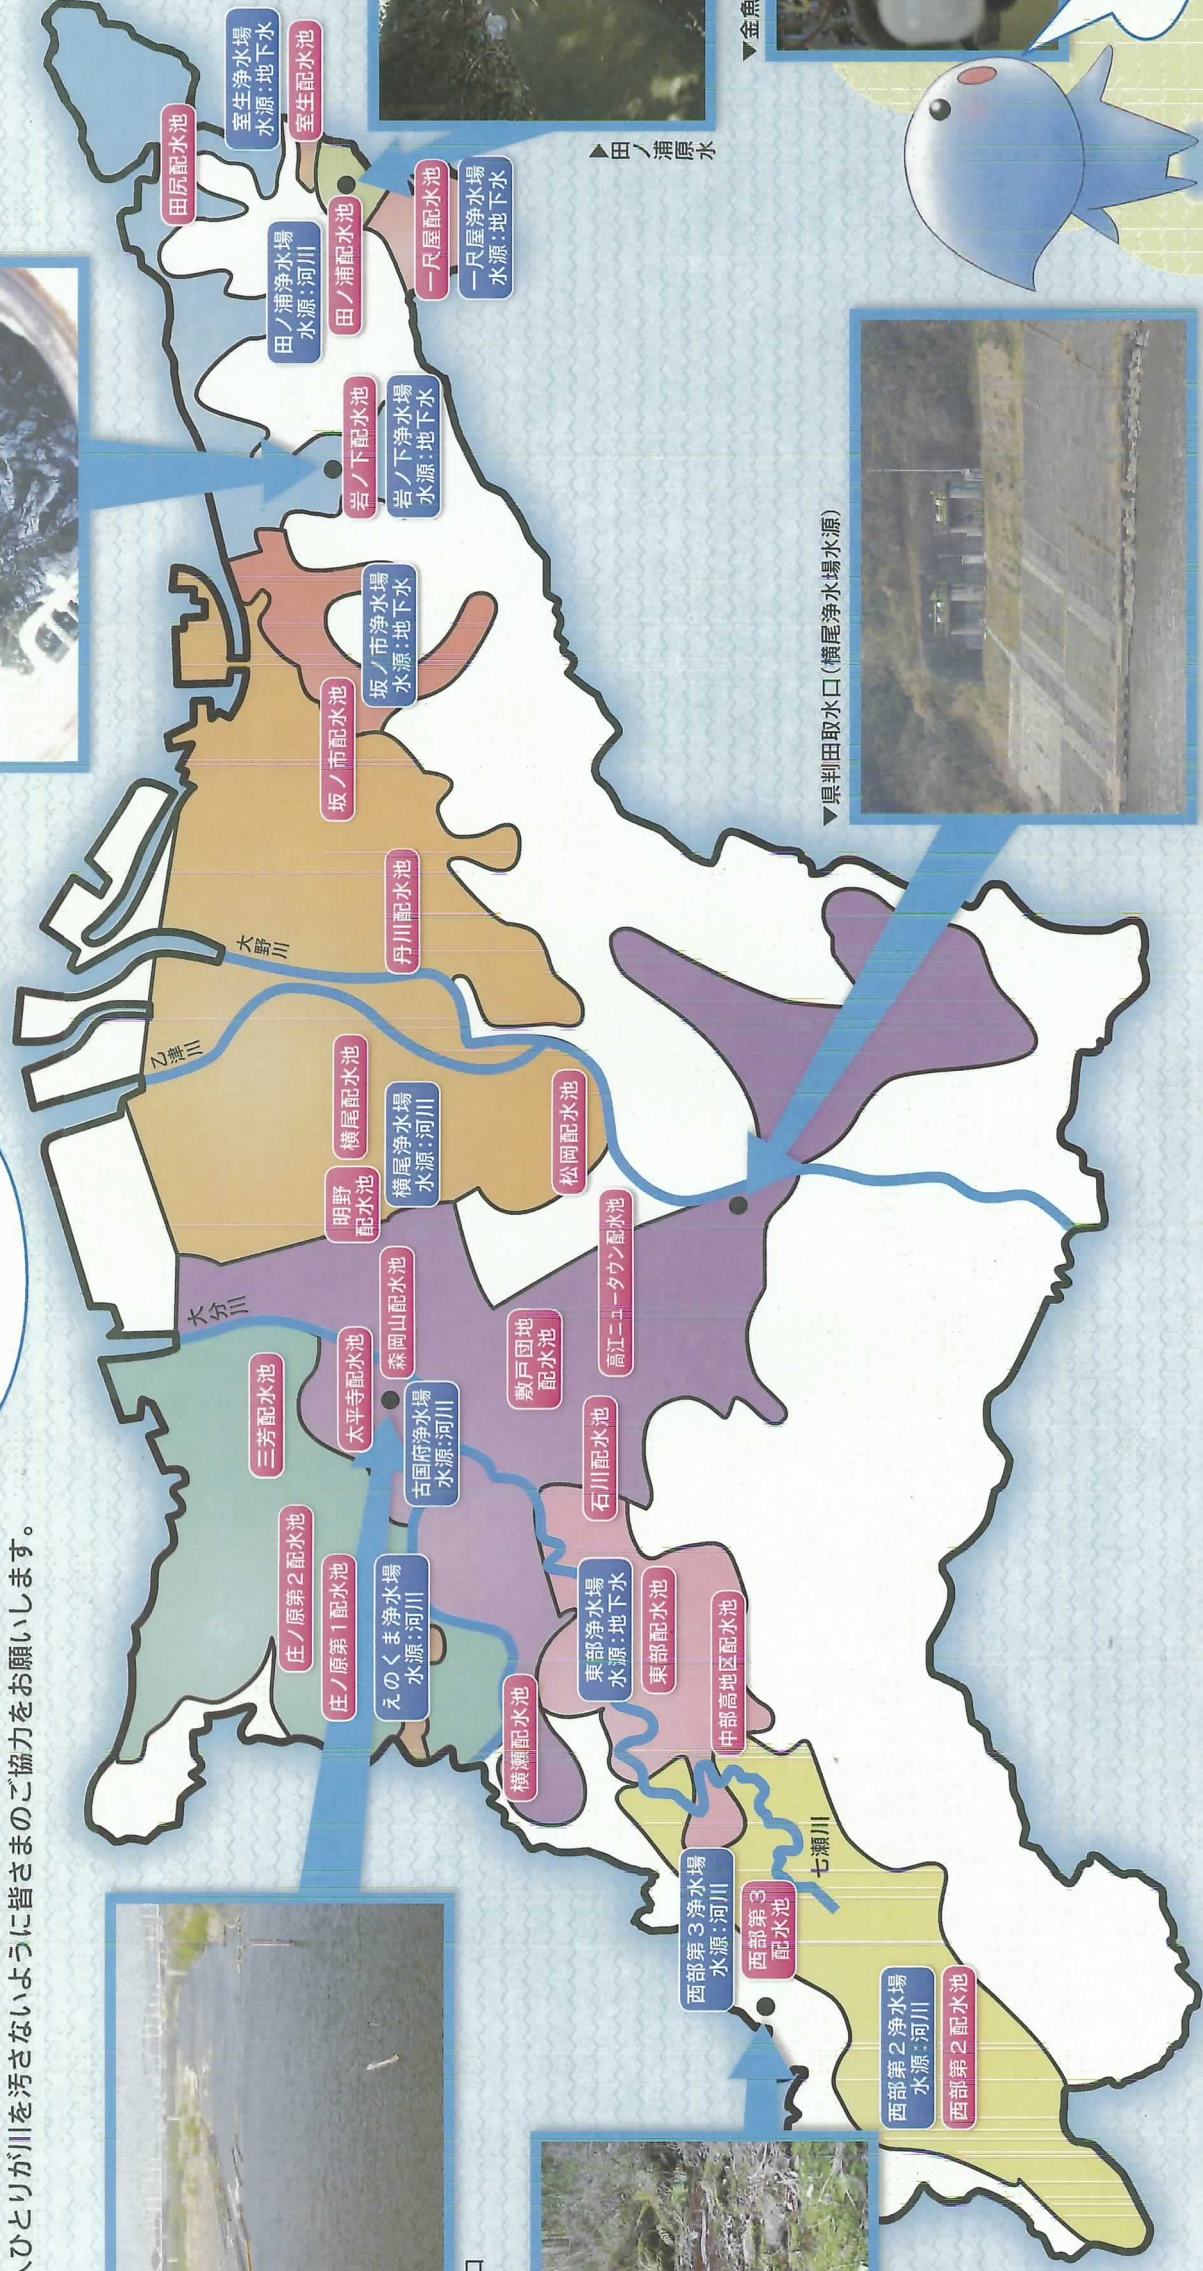 ひとりが川を汚さないように皆さまのご協力をお願いします。
口
大分川
乙津川
大野川
七瀬川
三芳配水池
庄ノ原第2配水池
庄ノ原第1配水池
えのくま浄水場
水源:河川
太平寺配水池
森岡山配水池
古国府浄水場
水源:河川
横瀬配水池
敷戸団地
配水池
高江ニュータウン配水池
石川配水池
東部浄水場
水源:地下水
東部配水池
中部高地区配水池
西部第3浄水場
水源:河川
西部第3
配水池
西部第2浄水場
水源:河川
西部第2配水池
明野
配水池
横尾配水池
横尾浄水場
水源:河川
松岡配水池
丹川配水池
坂ノ市配水池
坂ノ市浄水場
水源:地下水
岩ノ下配水池
岩ノ下浄水場
水源:地下水
田ノ浦浄水場
水源:河川
田ノ浦配水池
田尻配水池
室生浄水場
水源:地下水
室生配水池
一尺屋配水池
一尺屋浄水場
水源:地下水
▼県判田取水口(横尾浄水場水源)
▶田ノ浦原水
▼金魚